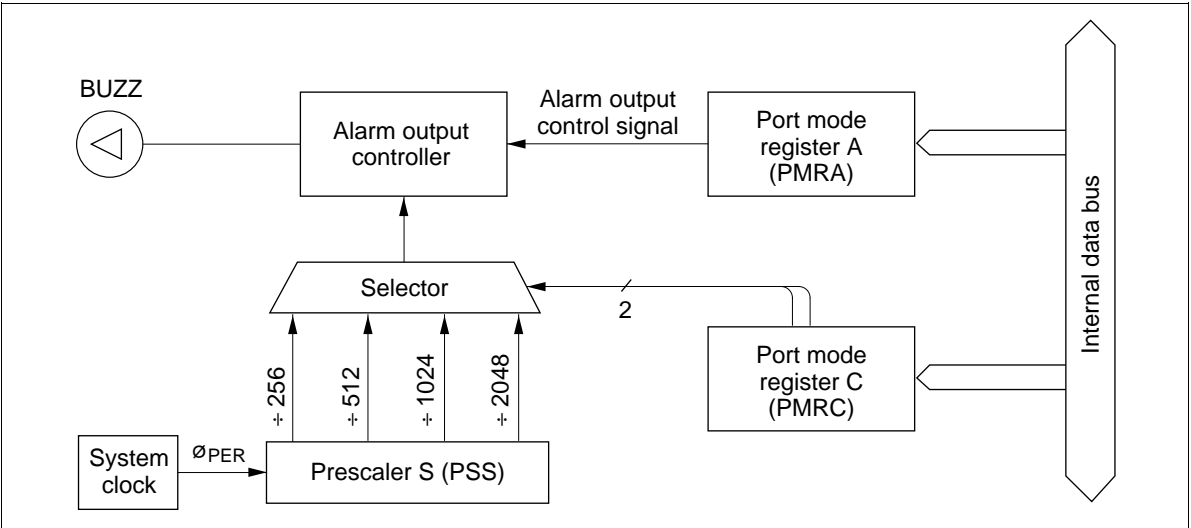 BUZZ
Alarm output
controller
Alarm output
control signal
Port mode
register A
(PMRA)
Internal data bus
Selector
2
Port mode
register C
(PMRC)
÷ 256
÷ 512
÷ 1024
÷ 2048
System
clock
øPER
Prescaler S (PSS)